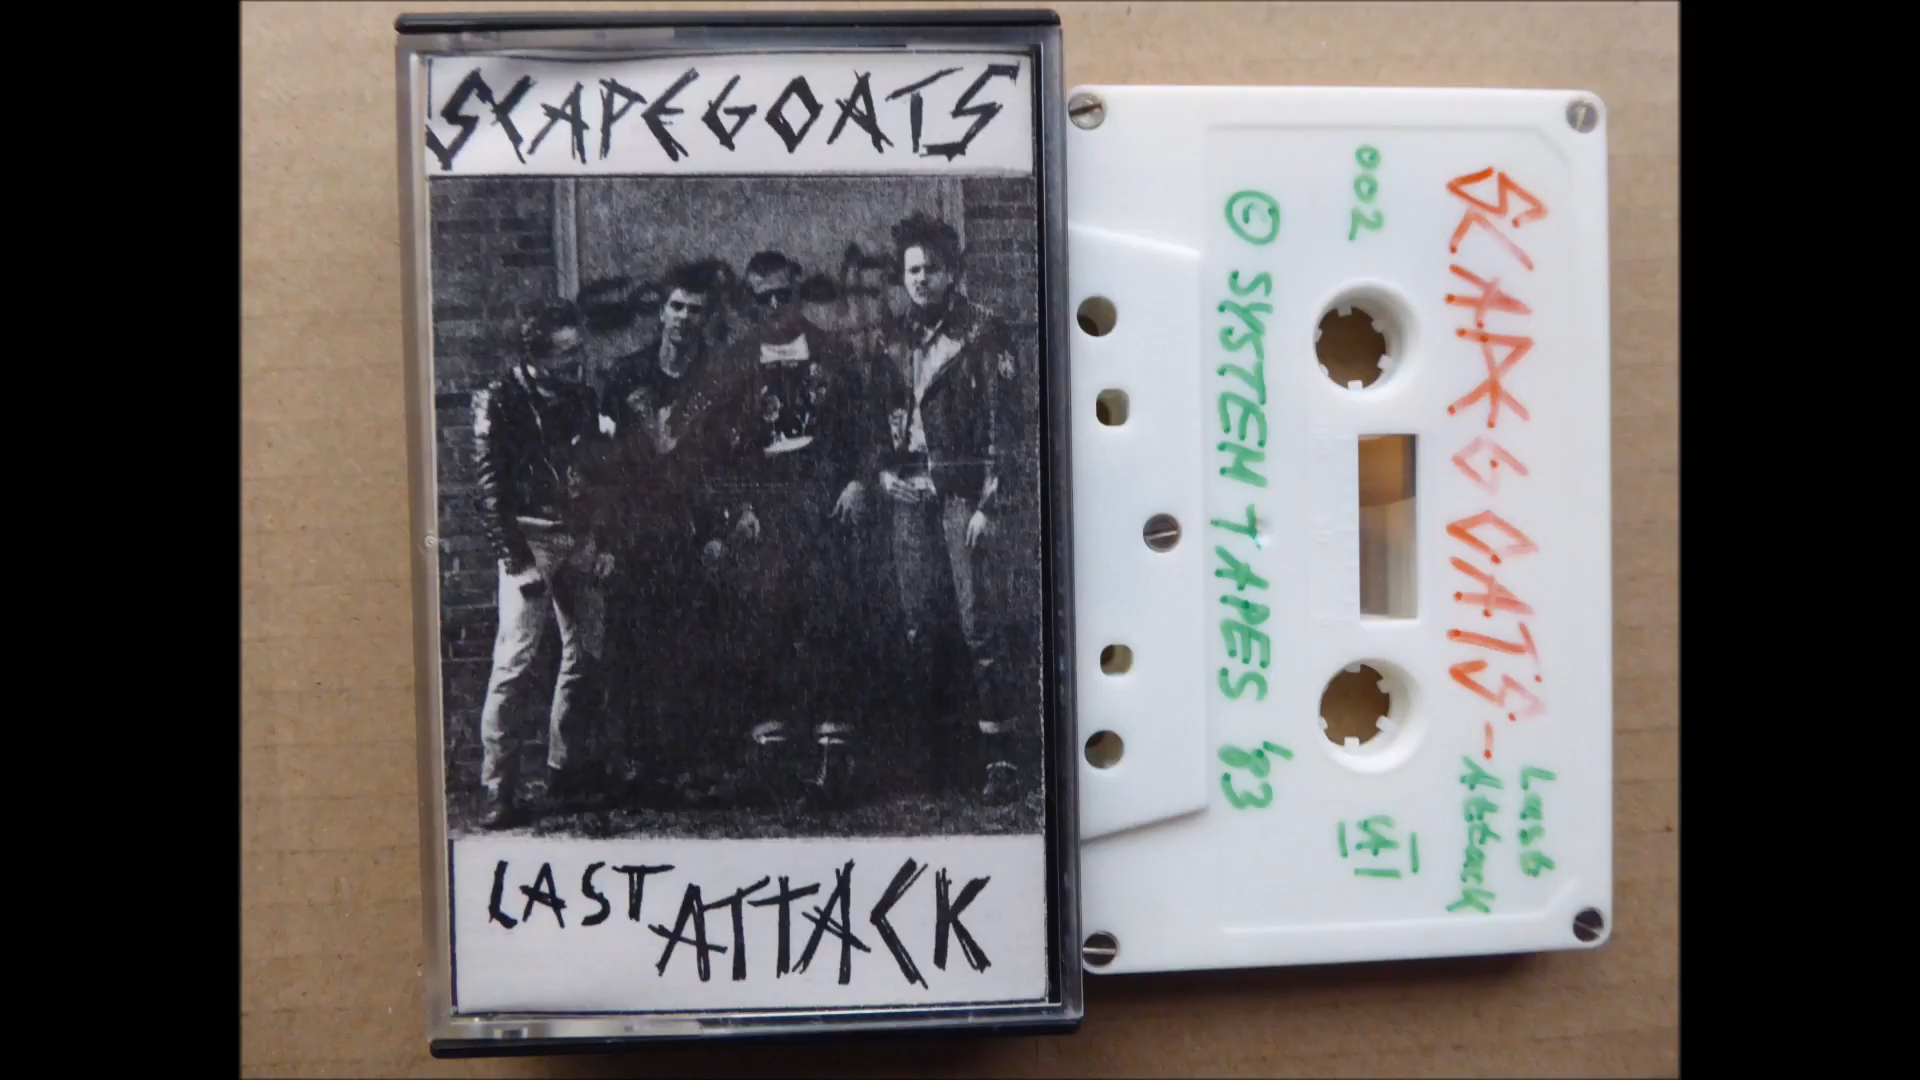 SCAPEGOATS
LAST ATTACK
SCAPEGOATS -
Last
Attack
002
© SYSTEM TAPES '83